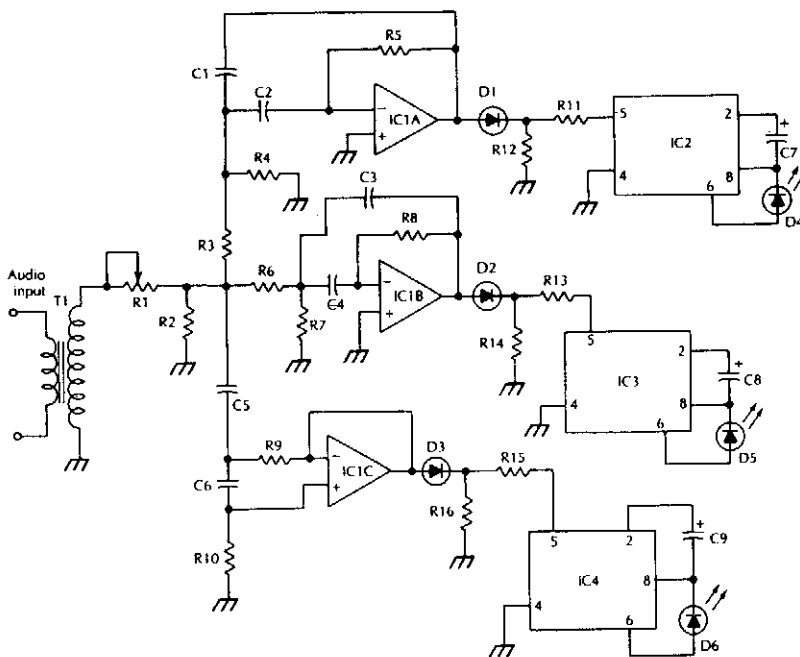 R5
C1
C2
D1
R11
5
2
+
−
IC1A
+
IC2
C7
R12
R4
4
8
6
D4
C3
R3
R8
Audio
input
R6
D2
R13
T1
C4
−
IC1B
+
R1
R2
R7
R14
5
2
+
C8
IC3
C5
4
8
6
R9
D3
D5
−
IC1C
+
R15
C6
R16
+
5
2
C9
R10
IC4
8
4
6
D6